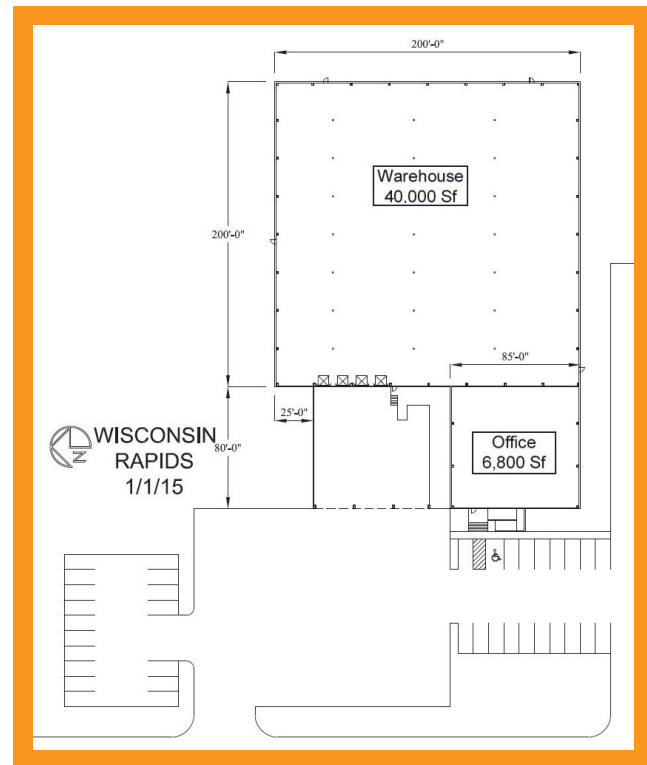 200'-0"
Warehouse
40,000 Sf
200'-0"
85'-0"
25'-0"
80'-0"
WISCONSIN
RAPIDS
1/1/15
N
Office
6,800 Sf